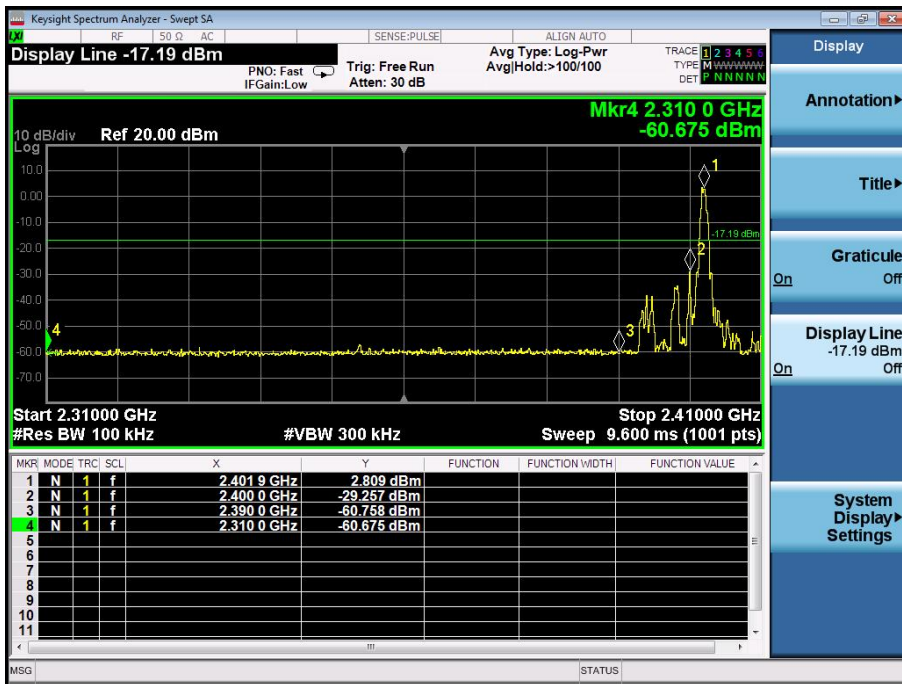 Keysight Spectrum Analyzer - Swept SA
LXI RF 50 Ω AC SENSE:PULSE ALIGN AUTO
Display Line -17.19 dBm
PNO: Fast
IFGain:Low
Trig: Free Run
Atten: 30 dB
Avg Type: Log-Pwr
Avg|Hold:>100/100
TRACE 1 2 3 4 5 6
TYPE M WWWWW
DET P N N N N N
Mkr4 2.310 0 GHz
-60.675 dBm
10 dB/div Ref 20.00 dBm
Log
10.0
0.00
-10.0
-20.0
-30.0
-40.0
-50.0
-60.0
-70.0
1
-17.19 dBm
2
3
4
Start 2.31000 GHz Stop 2.41000 GHz
#Res BW 100 kHz #VBW 300 kHz Sweep 9.600 ms (1001 pts)
MKR MODE TRC SCL X Y FUNCTION FUNCTION WIDTH FUNCTION VALUE
1 N 1 f 2.401 9 GHz 2.809 dBm
2 N 1 f 2.400 0 GHz -29.257 dBm
3 N 1 f 2.390 0 GHz -60.758 dBm
4 N 1 f 2.310 0 GHz -60.675 dBm
5
6
7
8
9
10
11
MSG STATUS
Display
Annotation
Title
Graticule
On Off
Display Line
-17.19 dBm
On Off
System
Display
Settings